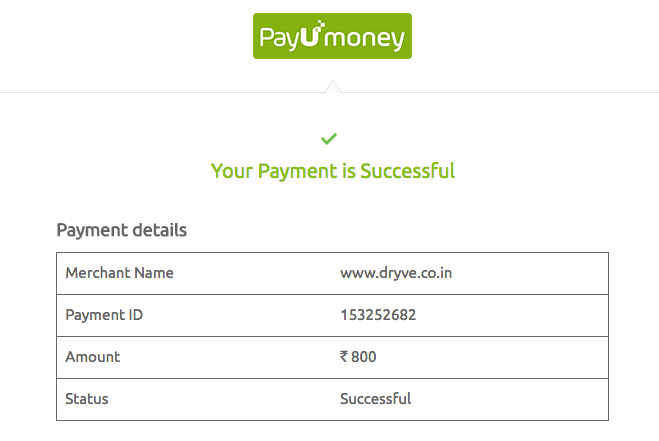 PayUmoney
Your Payment is Successful
Payment details
Merchant Name www.dryve.co.in
Payment ID 153252682
Amount ₹ 800
Status Successful